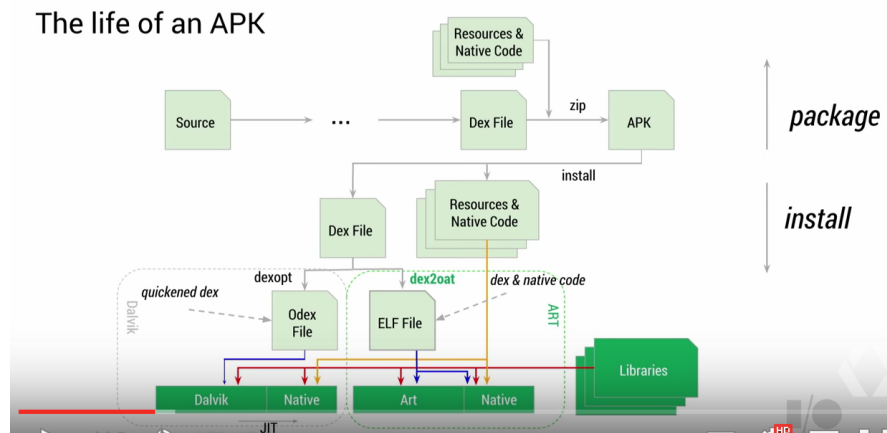 The life of an APK
Resources &
Native Code
Source
...
Dex File
zip
APK
package
install
Dex File
Resources &
Native Code
install
dexopt
dex2oat
quickened dex
dex & native code
Dalvik
Odex
File
ELF File
ART
Libraries
Dalvik
Native
Art
Native
JIT
I/O
HD